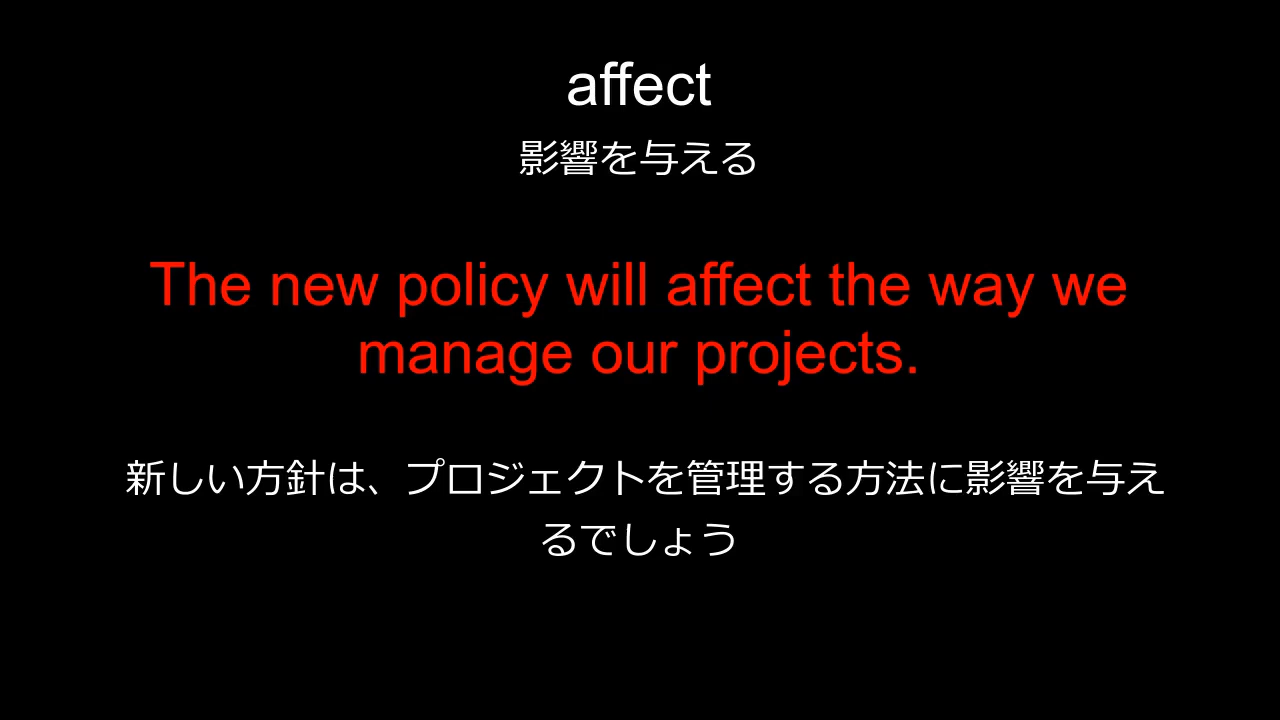 affect
影響を与える
The new policy will affect the way we
manage our projects.
新しい方針は、プロジェクトを管理する方法に影響を与え
るでしょう